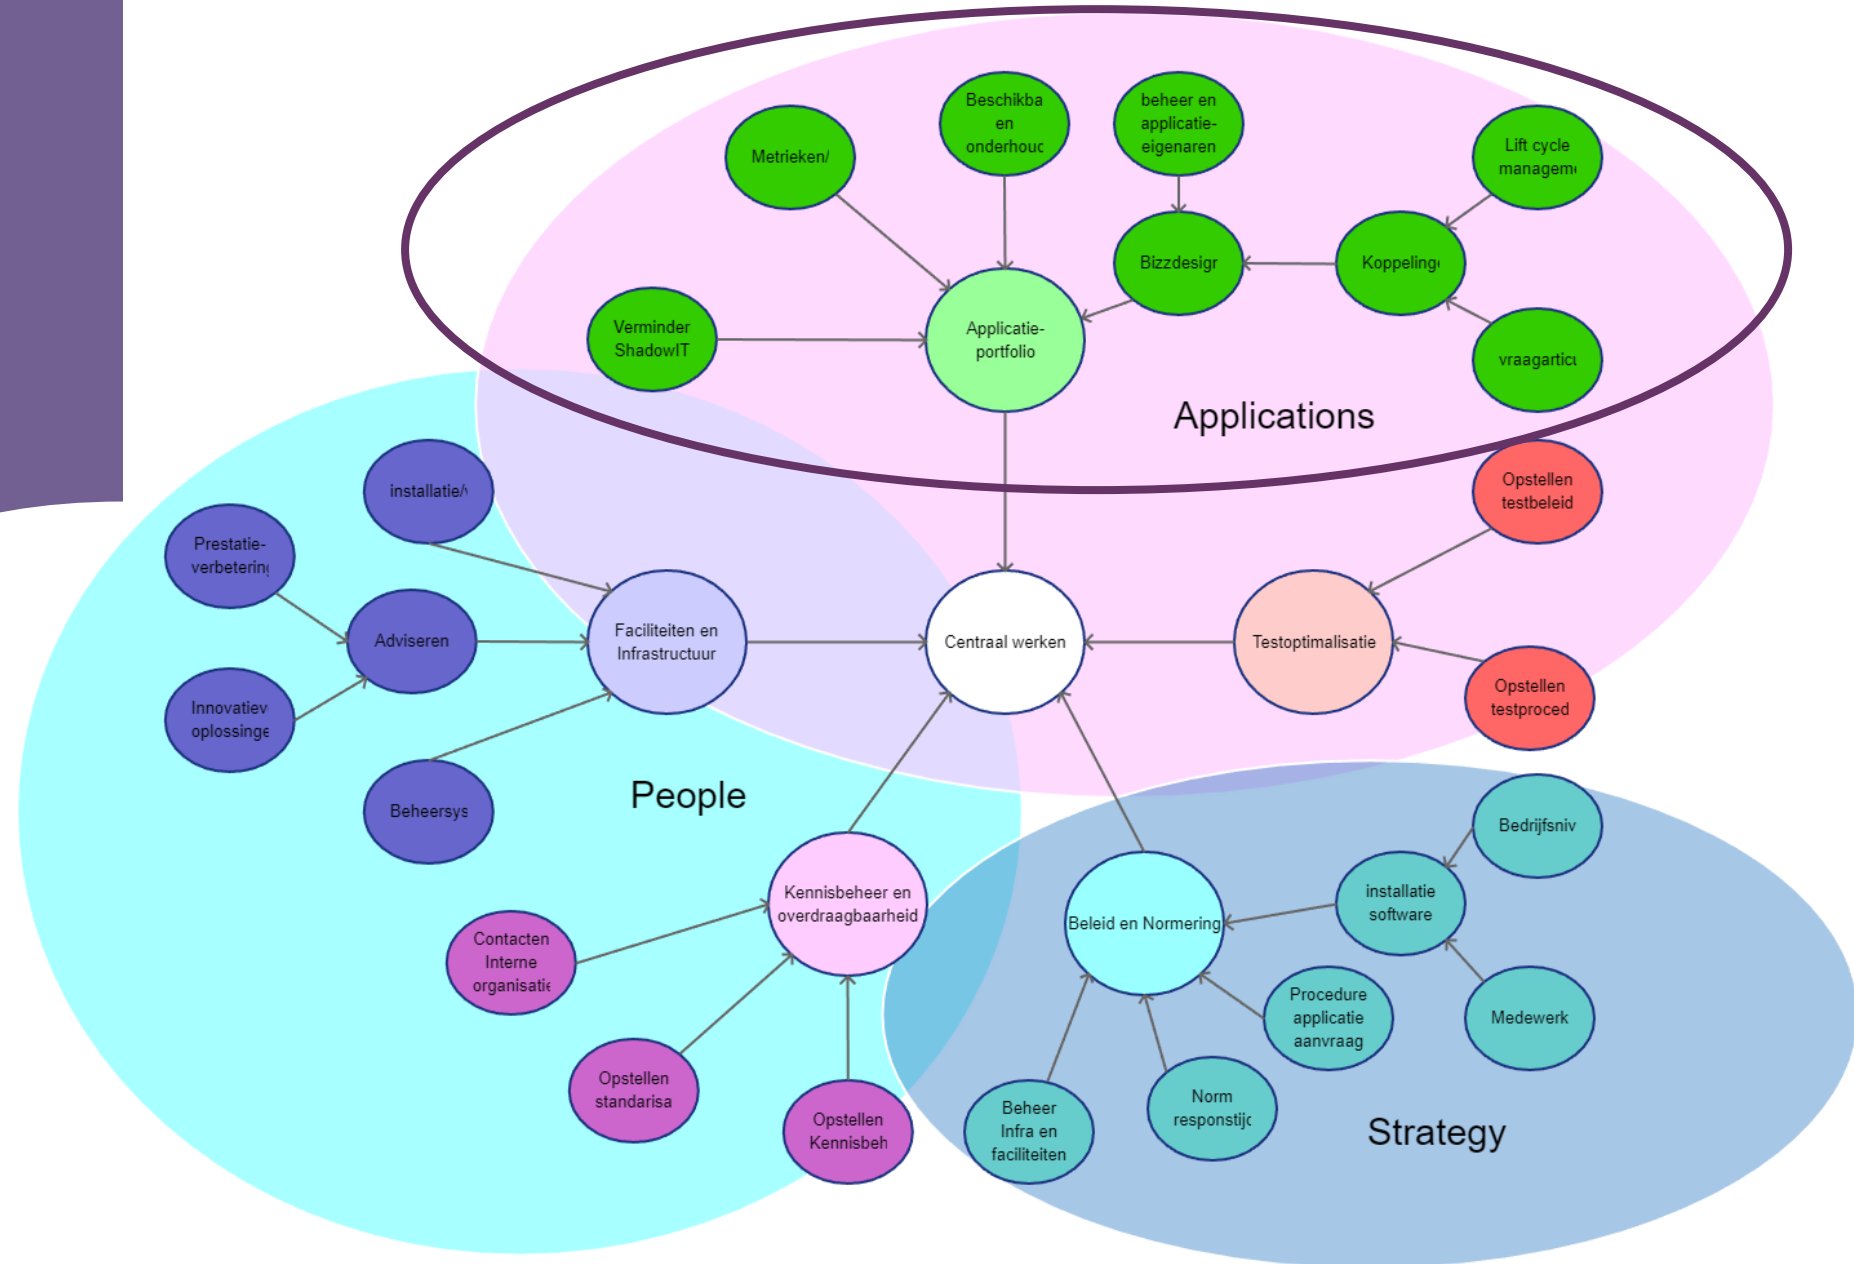 Metrieken/
Beschikba
en
onderhouc
beheer en
applicatie-
eigenaren
Lift cycle
managem
Bizzdesigr
Koppeling
Verminder
ShadowIT
Applicatie-
portfolio
vraagartic
Applications
installatie/
Opstellen
testbeleid
Prestatie-
verbetering
Adviseren
Faciliteiten en
Infrastructuur
Centraal werken
Testoptimalisatie
Innovatiev
oplossinge
Opstellen
testproced
Beheersys
People
Bedrijfsniv
Kennisbeheer en
overdraagbaarheid
installatie
software
Beleid en Normering
Contacten
Interne
organisatie
Procedure
applicatie
aanvraag
Medewerk
Opstellen
standarisa
Norm
responstijd
Opstellen
Kennisbeh
Beheer
Infra en
faciliteiten
Strategy